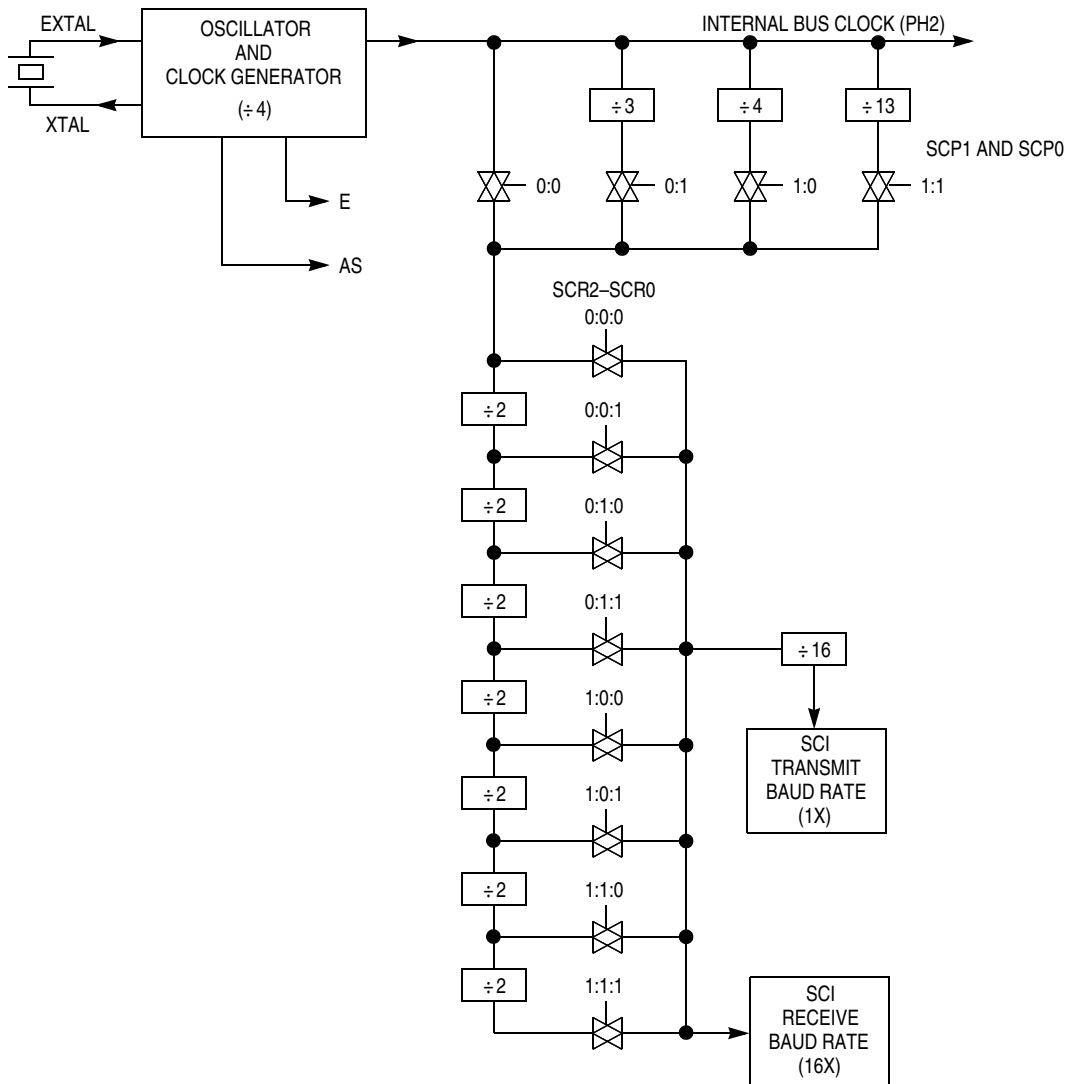 EXTAL
XTAL
OSCILLATOR
AND
CLOCK GENERATOR
(÷4)
E
AS
INTERNAL BUS CLOCK (PH2)
÷3
÷4
÷13
SCP1 AND SCP0
0:0
0:1
1:0
1:1
SCR2–SCR0
0:0:0
÷2
0:0:1
÷2
0:1:0
÷2
0:1:1
÷16
÷2
1:0:0
SCI
TRANSMIT
BAUD RATE
(1X)
÷2
1:0:1
÷2
1:1:0
÷2
1:1:1
SCI
RECEIVE
BAUD RATE
(16X)